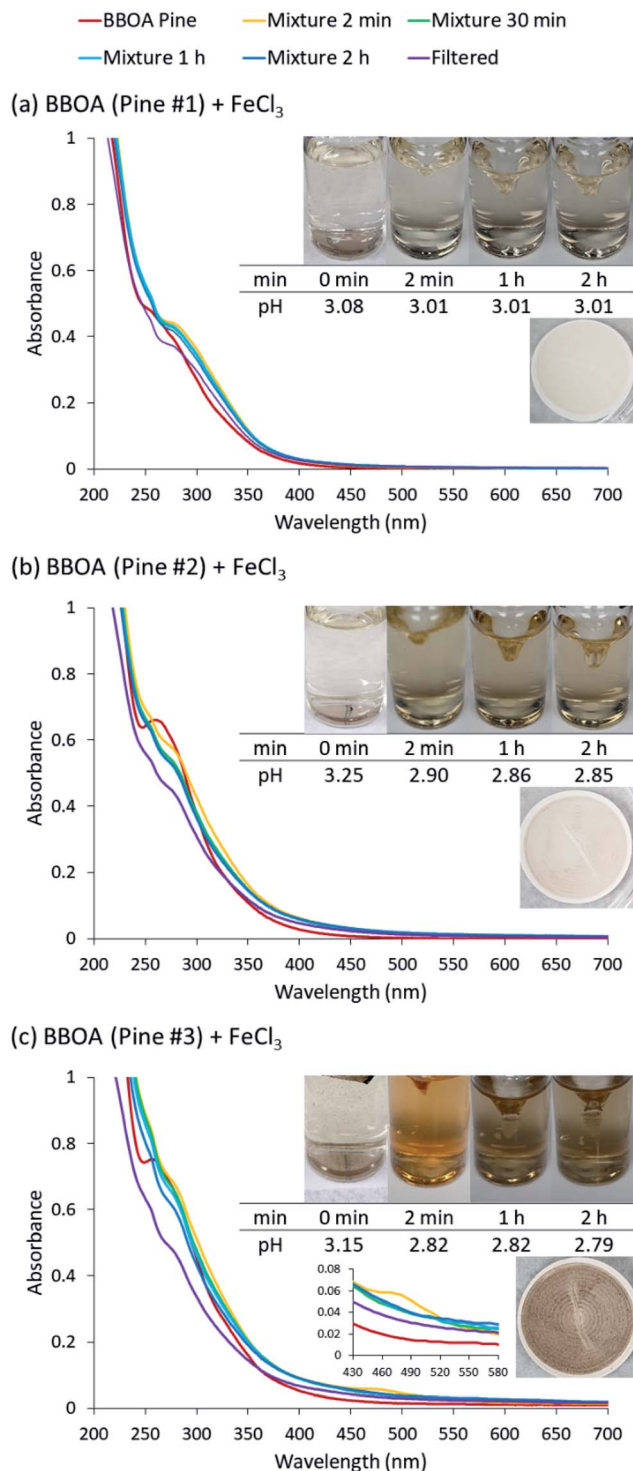 BBOA Pine Mixture 2 min Mixture 30 min
Mixture 1 h Mixture 2 h Filtered
(a) BBOA (Pine #1) + FeCl₃
1
0.8
0.6
0.4
0.2
0
Absorbance
min 0 min 2 min 1 h 2 h
pH 3.08 3.01 3.01 3.01
200 250 300 350 400 450 500 550 600 650 700
Wavelength (nm)
(b) BBOA (Pine #2) + FeCl₃
1
0.8
0.6
0.4
0.2
0
Absorbance
min 0 min 2 min 1 h 2 h
pH 3.25 2.90 2.86 2.85
200 250 300 350 400 450 500 550 600 650 700
Wavelength (nm)
(c) BBOA (Pine #3) + FeCl₃
1
0.8
0.6
0.4
0.2
0
Absorbance
min 0 min 2 min 1 h 2 h
pH 3.15 2.82 2.82 2.79
0.08
0.06
0.04
0.02
0
430 460 490 520 550 580
200 250 300 350 400 450 500 550 600 650 700
Wavelength (nm)